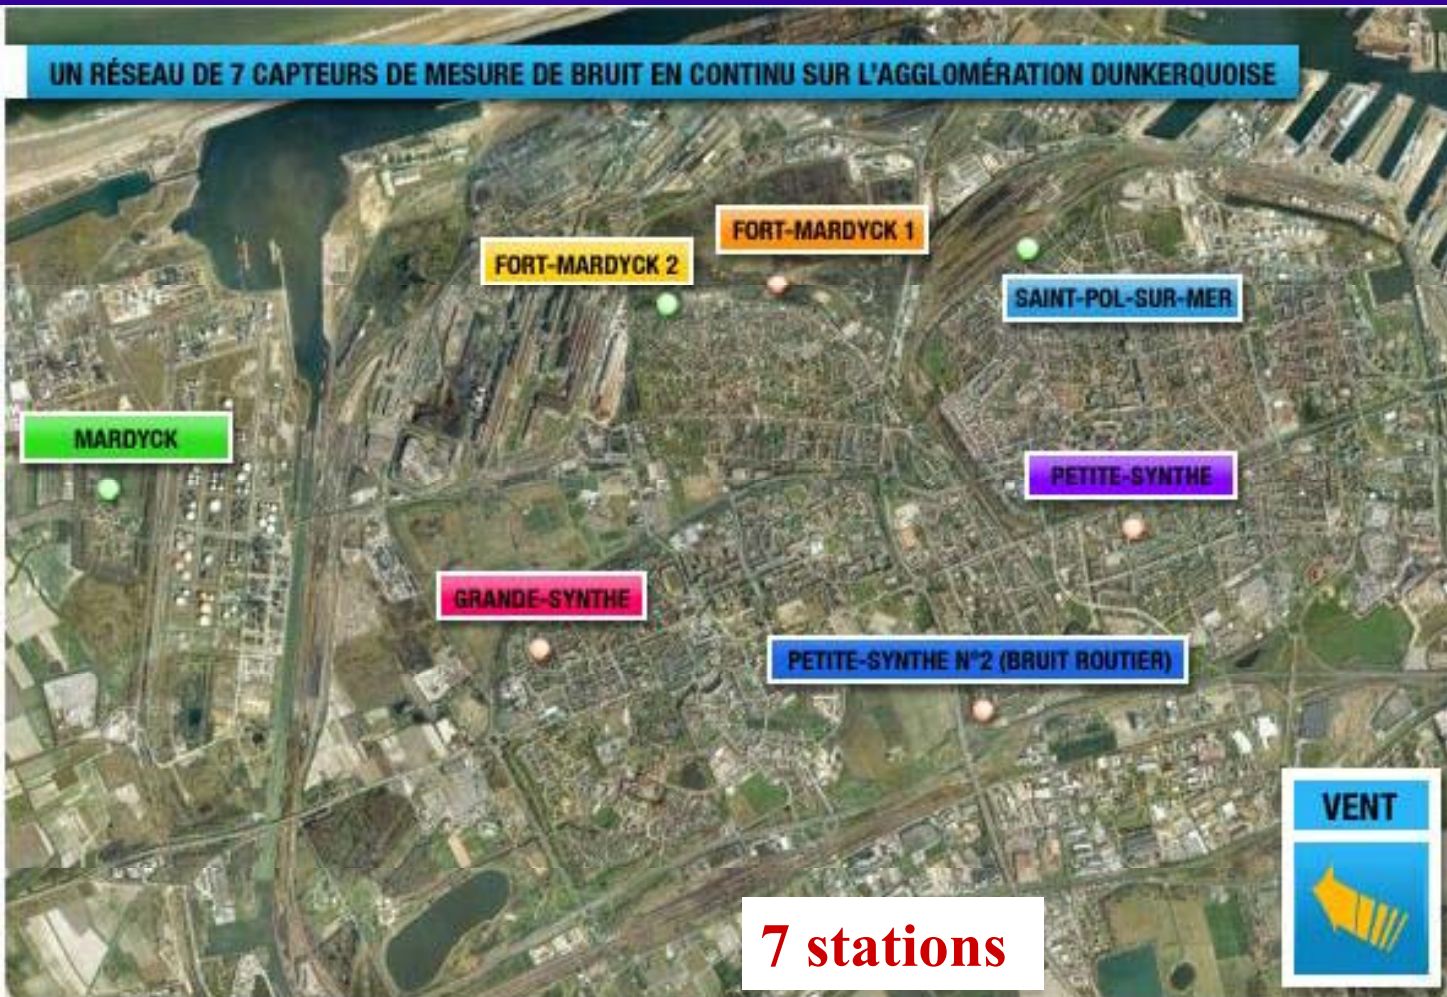 UN RÉSEAU DE 7 CAPTEURS DE MESURE DE BRUIT EN CONTINU SUR L'AGGLOMÉRATION DUNKERQUOISE
FORT-MARDYCK 1
FORT-MARDYCK 2
SAINT-POL-SUR-MER
MARDYCK
PETITE-SYNTHE
GRANDE-SYNTHE
PETITE-SYNTHE N°2 (BRUIT ROUTIER)
VENT
7 stations